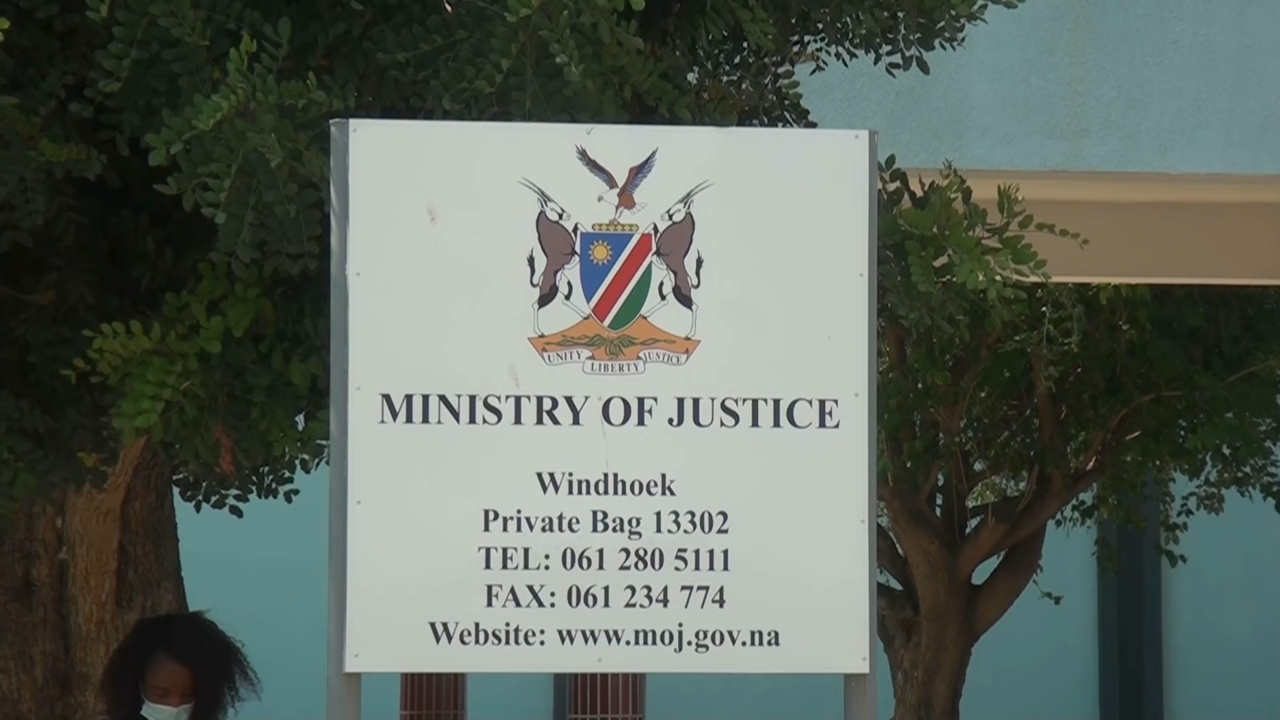 UNITY LIBERTY JUSTICE
MINISTRY OF JUSTICE
Windhoek
Private Bag 13302
TEL: 061 280 5111
FAX: 061 234 774
Website: www.moj.gov.na